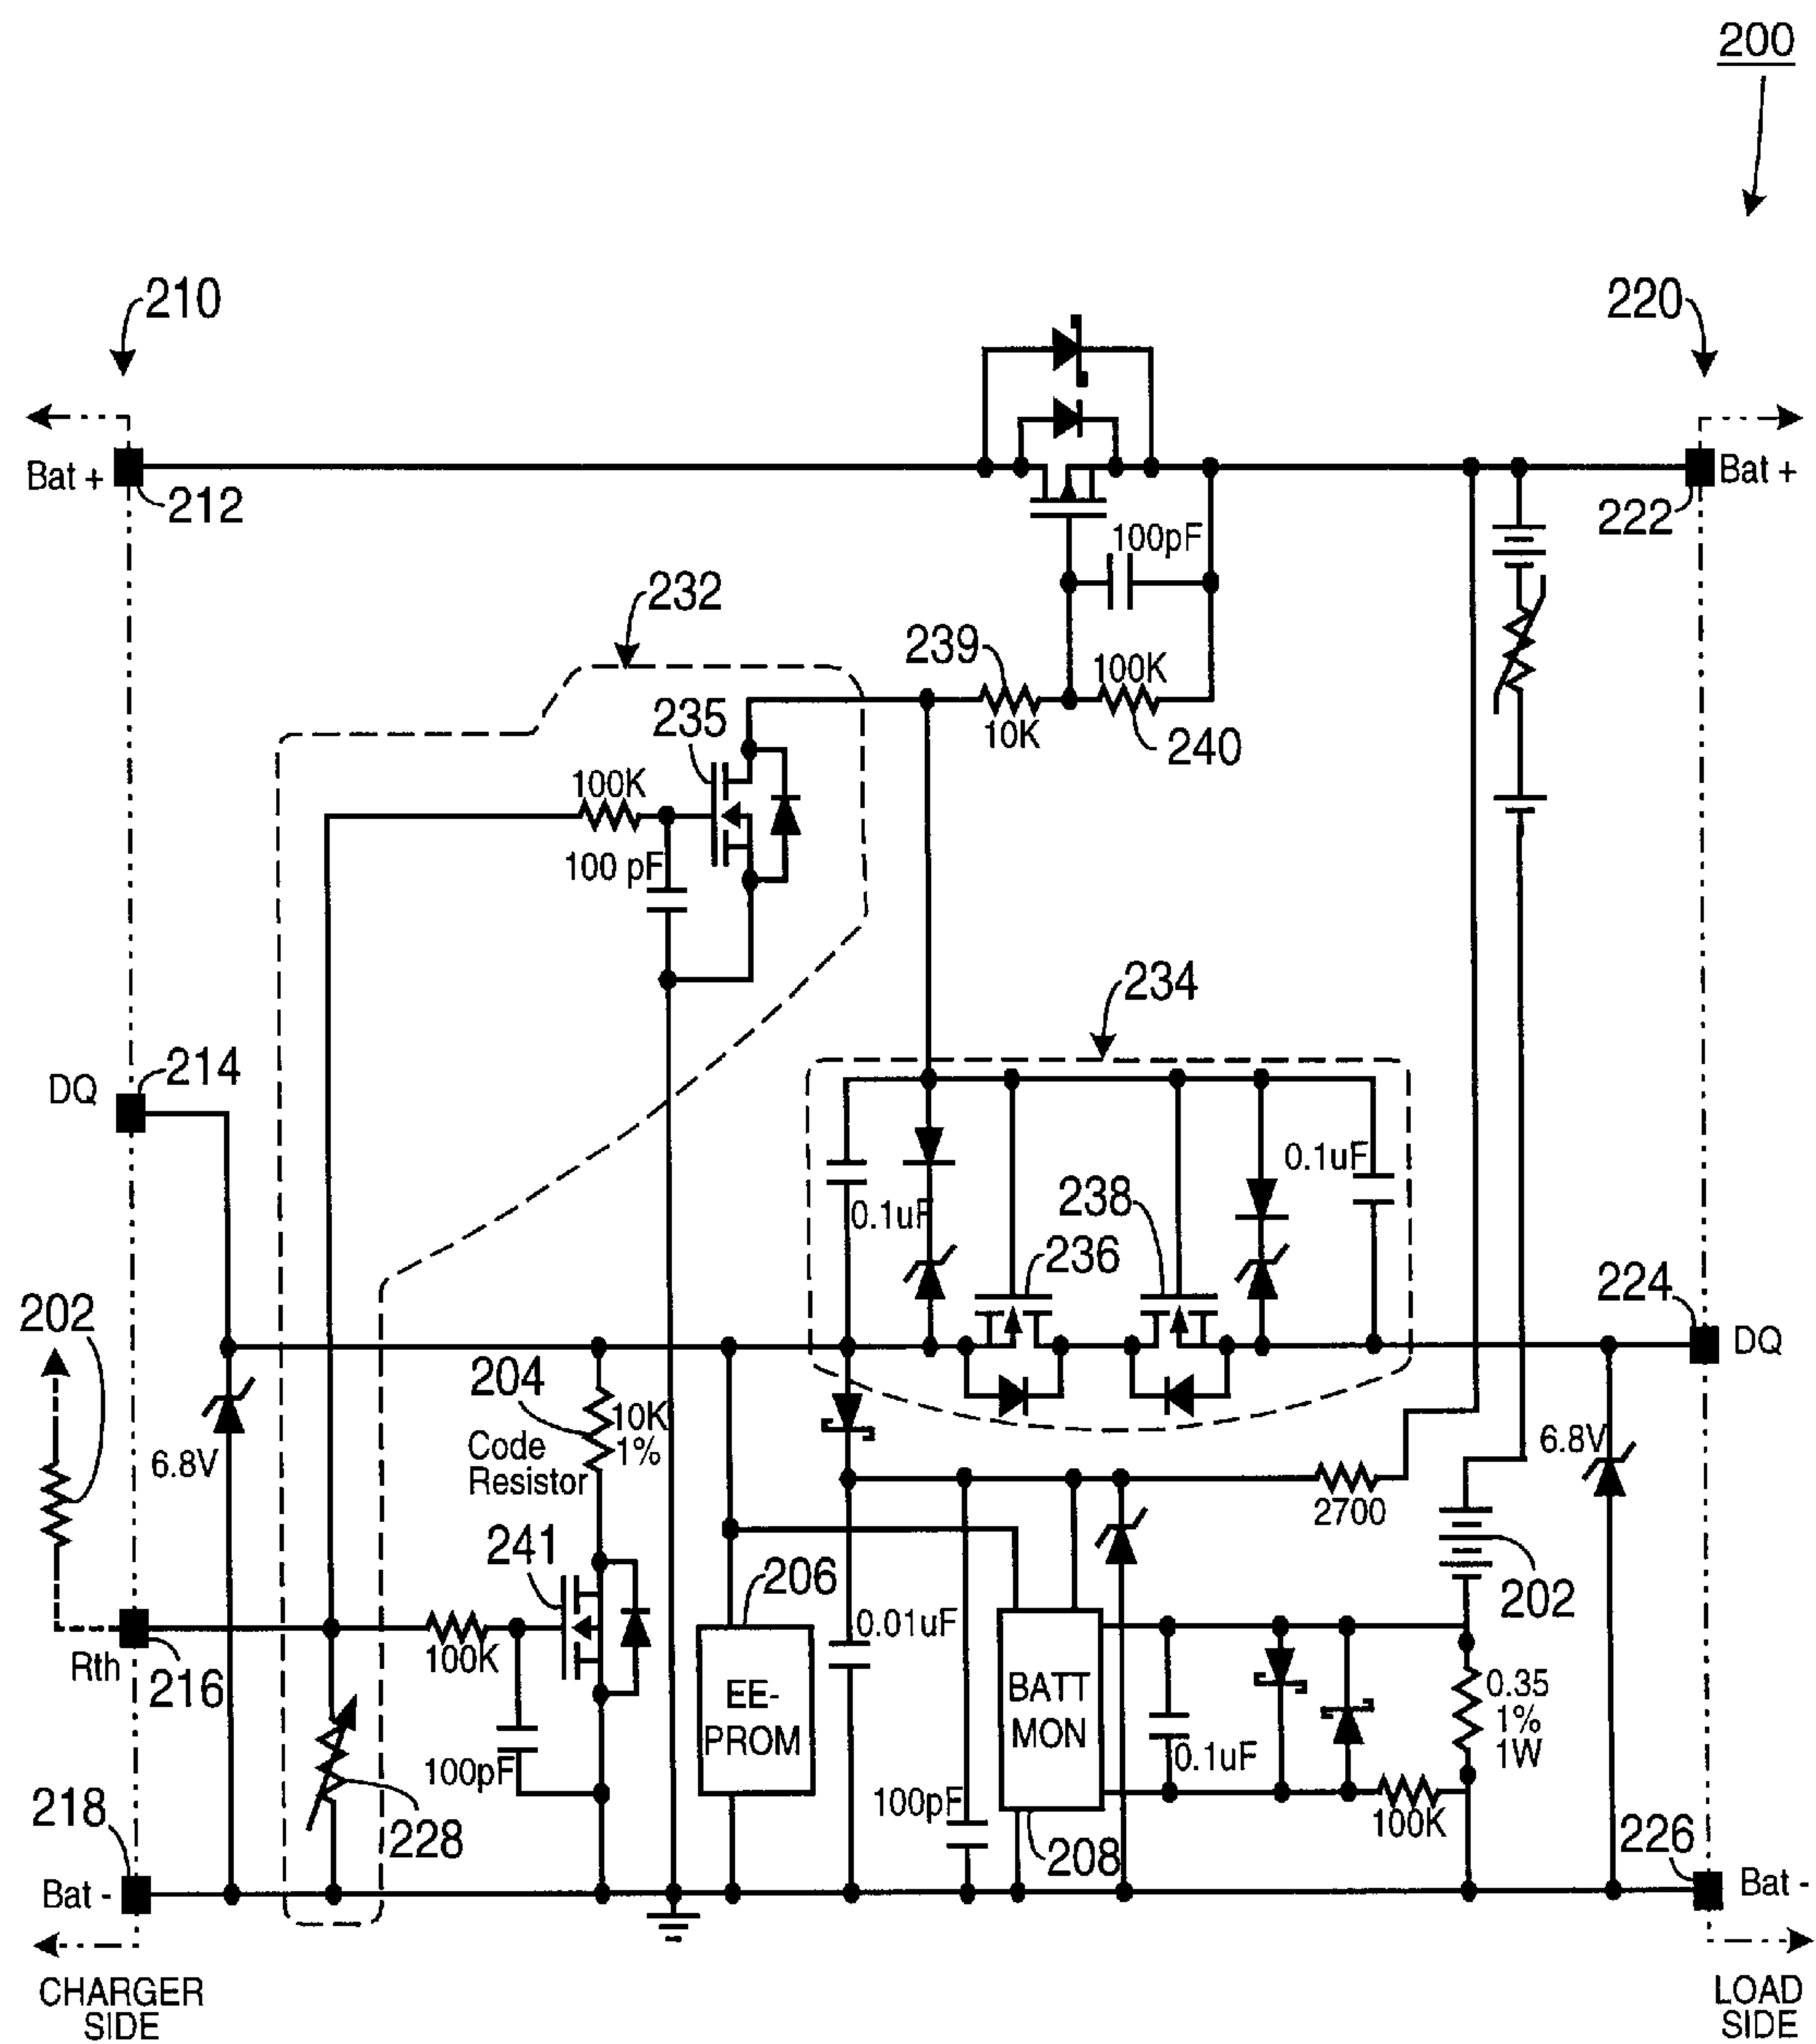 200
210
220
Bat +
212
222
Bat +
100pF
232
239
100K
10K
240
235
100K
100 pF
234
DQ
214
0.1uF
0.1uF
238
236
224
DQ
202
204
10K
1%
Code
Resistor
6.8V
6.8V
2700
241
206
202
0.01uF
Rth
216
100K
EE-
PROM
BATT
MON
0.35
1%
1W
0.1uF
100pF
100pF
100K
228
208
218
226
Bat -
Bat -
CHARGER
SIDE
LOAD
SIDE